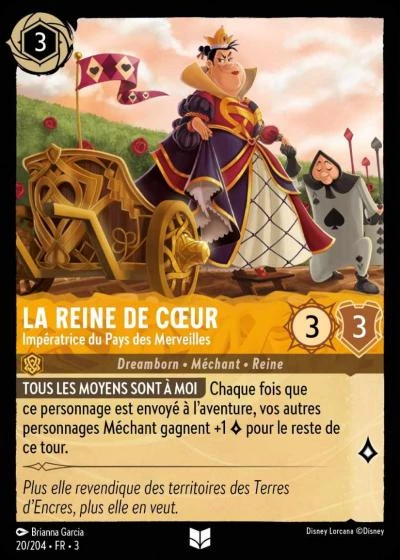 3
LA REINE DE CŒUR
Impératrice du Pays des Merveilles
3
3
Dreamborn • Méchant • Reine
TOUS LES MOYENS SONT À MOI Chaque fois que
ce personnage est envoyé à l'aventure, vos autres
personnages Méchant gagnent +1 pour le reste de
ce tour.
Plus elle revendique des territoires des Terres
d'Encres, plus elle en veut.
Brianna Garcia
Disney Lorcana ©Disney
20/204 • FR • 3